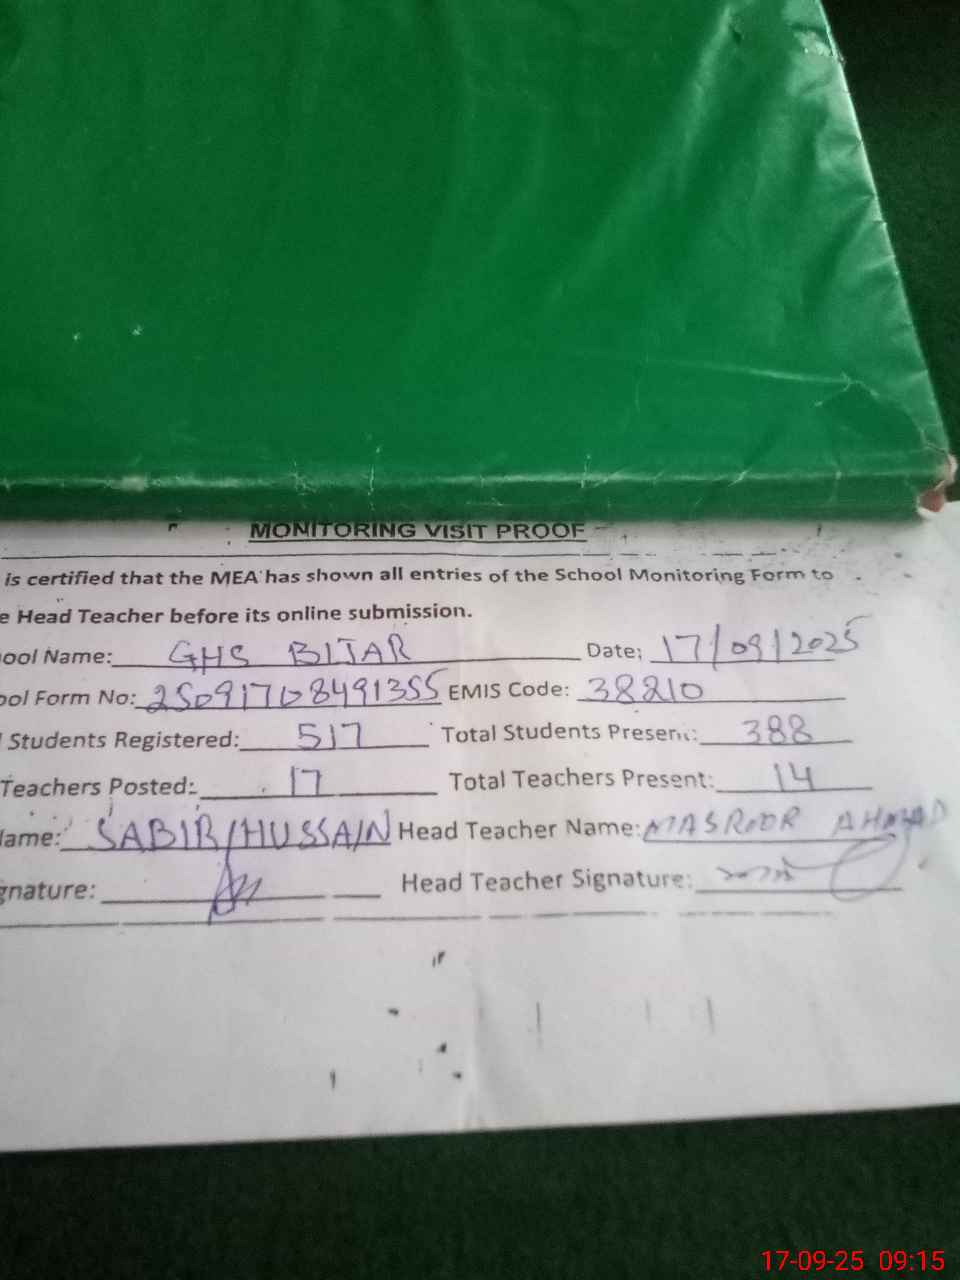 MONITORING VISIT PROOF
is certified that the MEA has shown all entries of the School Monitoring Form to
e Head Teacher before its online submission.
ool Name: GHS BIJAR Date: 17/09/2025
ool Form No: 25091708491355 EMIS Code: 38210
Students Registered: 517 Total Students Present: 388
Teachers Posted: 17 Total Teachers Present: 14
ame: SABIR HUSSAIN Head Teacher Name: MASROOR AHMAD
gnature: Head Teacher Signature:
17-09-25 09:15